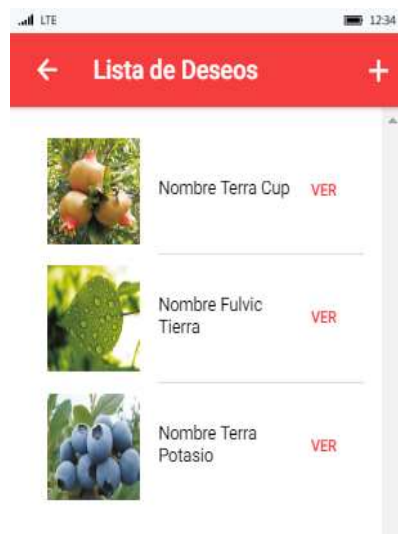 LTE 12:34
Lista de Deseos
Nombre Terra Cup VER
Nombre Fulvic
Tierra
VER
Nombre Terra
Potasio
VER